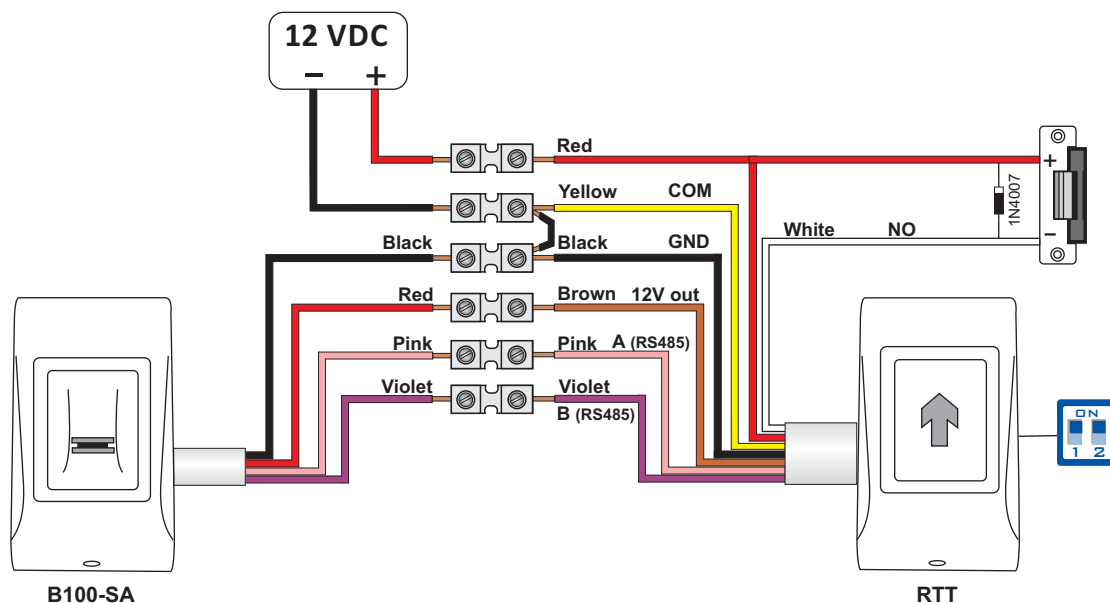 12 VDC
− +
Red
Yellow COM
Black Black GND
Red Brown 12V out
Pink Pink A (RS485)
Violet Violet
B (RS485)
White NO
+
1N4007
−
ON
1 2
B100-SA
RTT